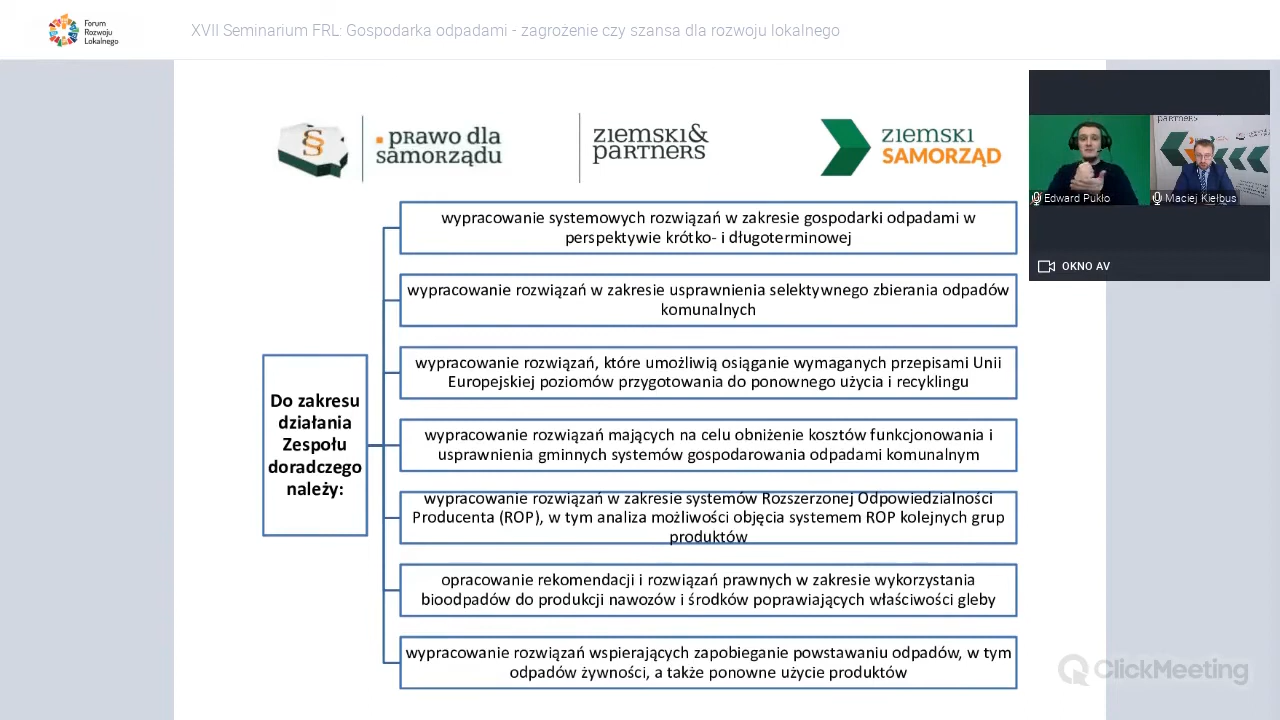 Forum
Rozwoju
Lokalnego
XVII Seminarium FRL: Gospodarka odpadami - zagrożenie czy szansa dla rozwoju lokalnego
§
PRAWO DLA
SAMORZĄDU
ZIEMSKI&
PARTNERS
ZIEMSKI
SAMORZĄD
PARTNERS
Edward Pukło
Maciej Kiełbus
OKNO AV
Do zakresu
działania
Zespołu
doradczego
należy:
wypracowanie systemowych rozwiązań w zakresie gospodarki odpadami w
perspektywie krótko- i długoterminowej
wypracowanie rozwiązań w zakresie usprawnienia selektywnego zbierania odpadów
komunalnych
wypracowanie rozwiązań, które umożliwią osiąganie wymaganych przepisami Unii
Europejskiej poziomów przygotowania do ponownego użycia i recyklingu
wypracowanie rozwiązań mających na celu obniżenie kosztów funkcjonowania i
usprawnienia gminnych systemów gospodarowania odpadami komunalnym
wypracowanie rozwiązań w zakresie systemów Rozszerzonej Odpowiedzialności
Producenta (ROP), w tym analiza możliwości objęcia systemem ROP kolejnych grup
produktów
opracowanie rekomendacji i rozwiązań prawnych w zakresie wykorzystania
bioodpadów do produkcji nawozów i środków poprawiających właściwości gleby
wypracowanie rozwiązań wspierających zapobieganie powstawaniu odpadów, w tym
odpadów żywności, a także ponowne użycie produktów
ClickMeeting